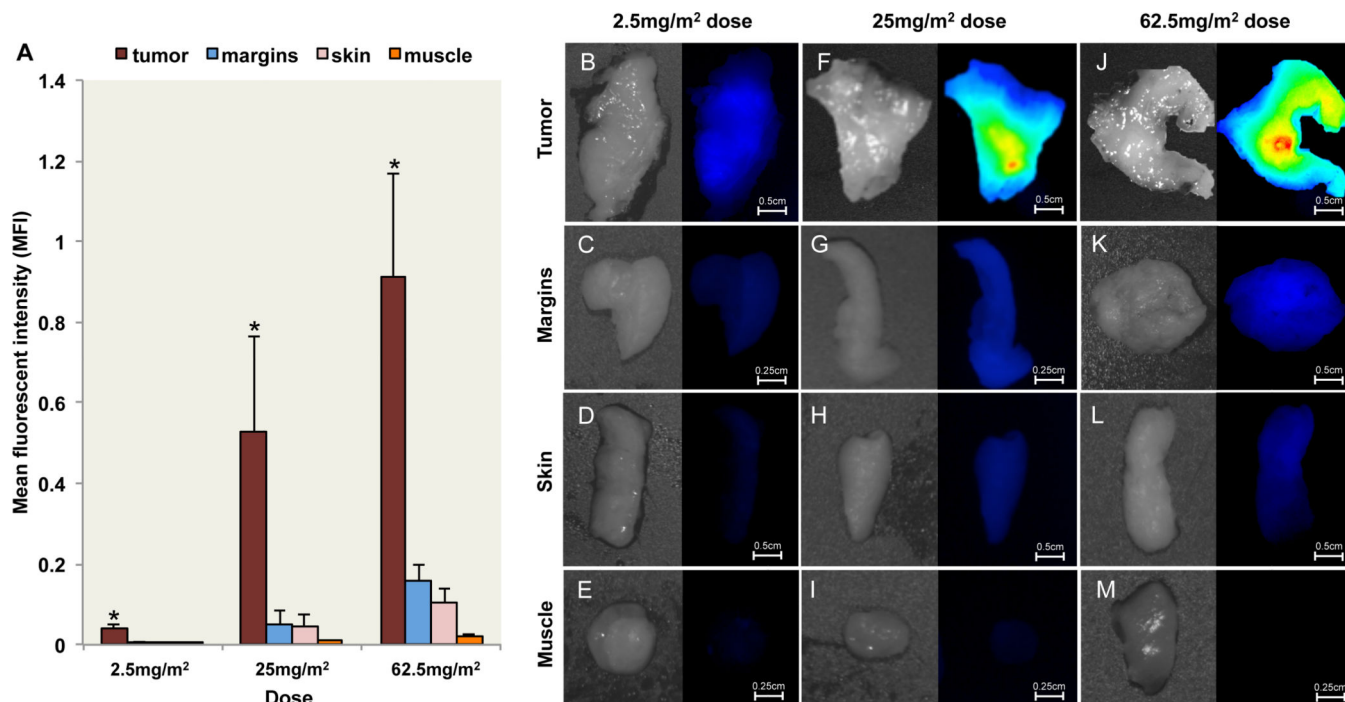 2.5mg/m² dose 25mg/m² dose 62.5mg/m² dose
A
tumor margins skin muscle
Mean fluorescent intensity (MFI)
1.4
1.2
1
0.8
0.6
0.4
0.2
0
* * *
2.5mg/m² 25mg/m² 62.5mg/m²
Dose
Tumor
B F J
0.5cm 0.5cm 0.5cm
Margins
C G K
0.25cm 0.25cm 0.5cm
Skin
D H L
0.5cm 0.5cm 0.5cm
Muscle
E I M
0.25cm 0.25cm 0.25cm